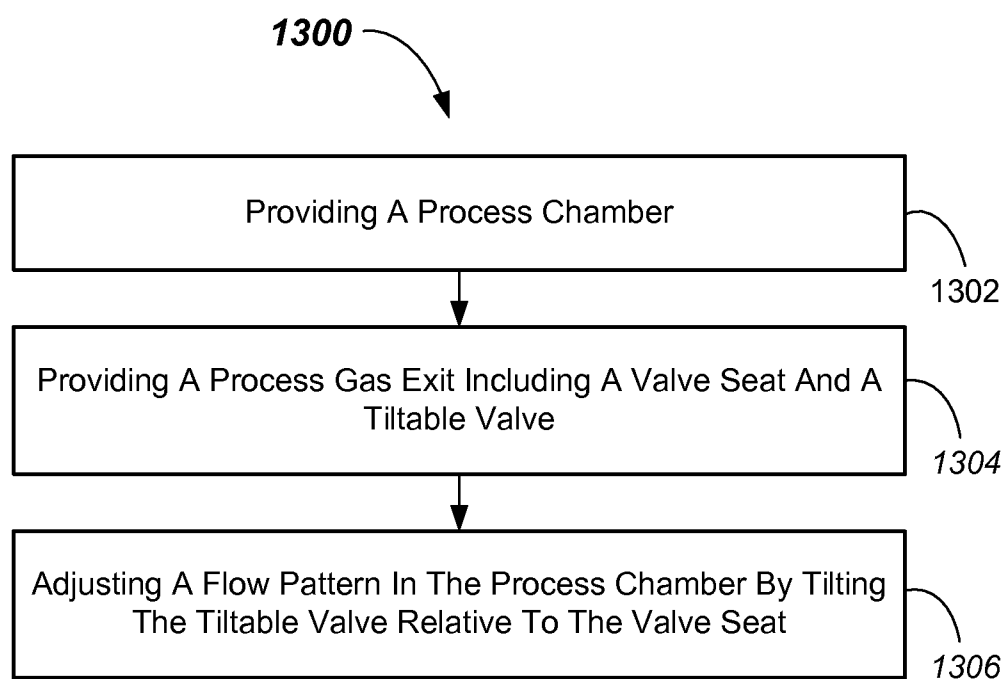 1300
Providing A Process Chamber
1302
Providing A Process Gas Exit Including A Valve Seat And A
Tiltable Valve
1304
Adjusting A Flow Pattern In The Process Chamber By Tilting
The Tiltable Valve Relative To The Valve Seat
1306